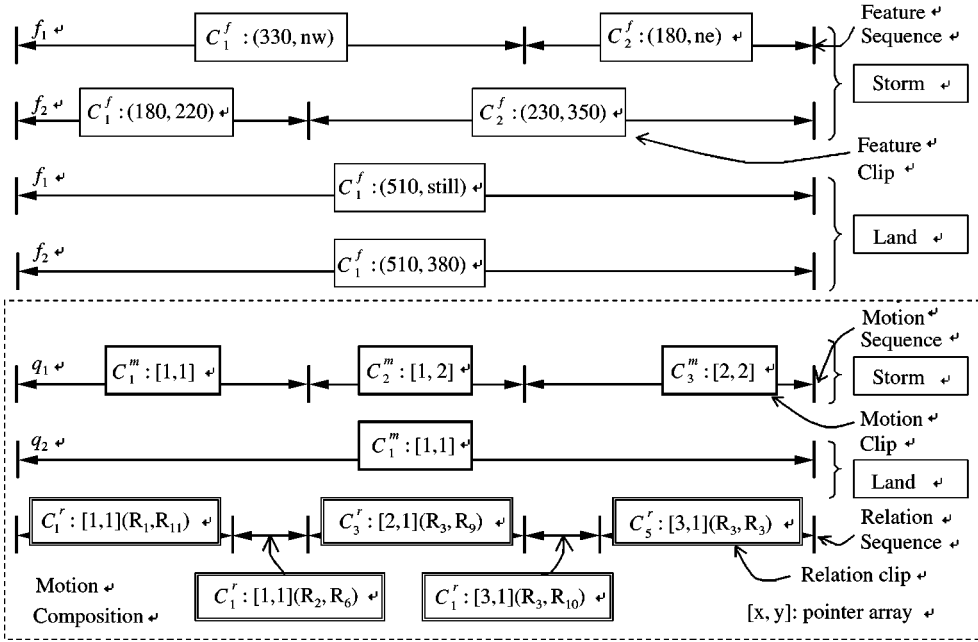 f₁ ↵ C₁ᶠ : (330, nw) C₂ᶠ : (180, ne) ↵ Feature ↵
Sequence ↵
Storm ↵
f₂ ↵ C₁ᶠ : (180, 220) ↵ C₂ᶠ : (230, 350) ↵
Feature ↵
Clip ↵
f₁ ↵ C₁ᶠ : (510, still) ↵
Land ↵
f₂ ↵ C₁ᶠ : (510, 380) ↵
Motion ↵
Sequence ↵
q₁ ↵ C₁ᵐ : [1,1] ↵ C₂ᵐ : [1, 2] ↵ C₃ᵐ : [2, 2] ↵ Storm ↵
Motion ↵
Clip ↵
q₂ ↵ C₁ᵐ : [1,1] ↵
Land ↵
C₁ʳ : [1,1](R₁,R₁₁) ↵ C₃ʳ : [2,1](R₃, R₉) ↵ C₅ʳ : [3,1](R₃, R₃) ↵ Relation ↵
Sequence ↵
Motion ↵
Composition ↵
C₁ʳ : [1,1](R₂, R₆) ↵ C₁ʳ : [3,1](R₃, R₁₀) ↵
Relation clip ↵
[x, y]: pointer array ↵